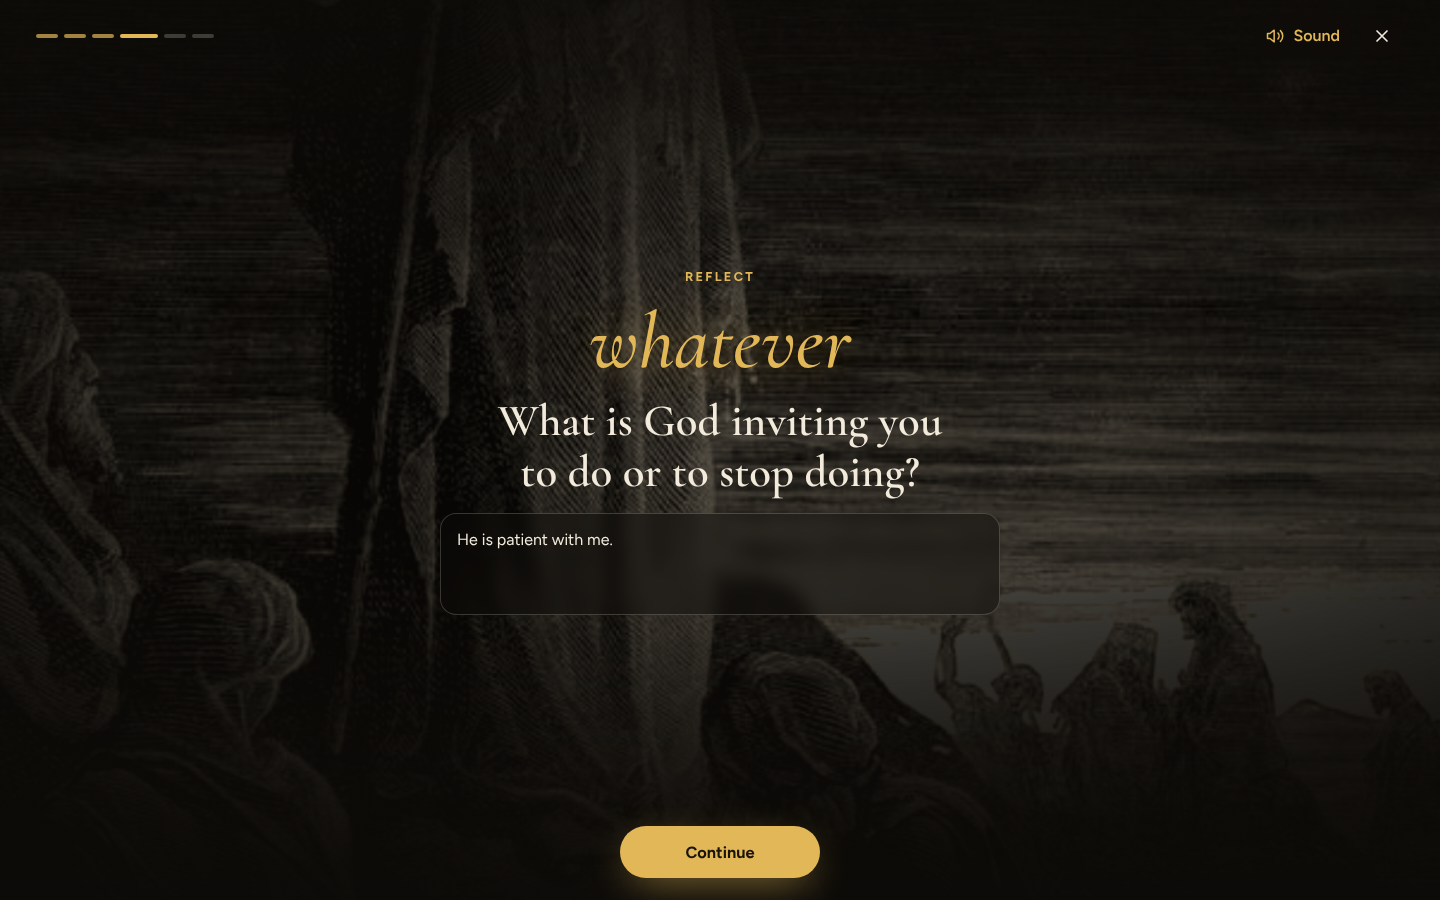 Sound
REFLECT
whatever
What is God inviting you
to do or to stop doing?
He is patient with me.
Continue